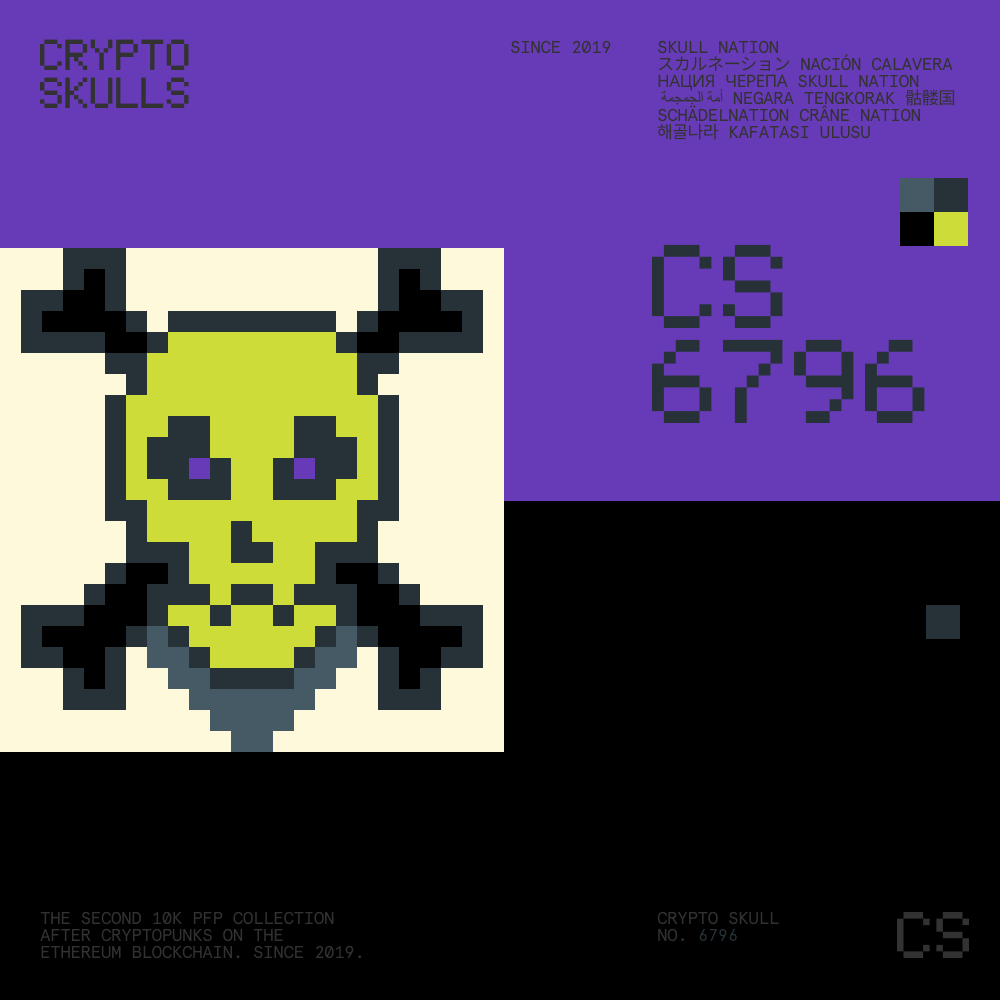 CRYPTO
SKULLS
SINCE 2019
SKULL NATION
スカルネーション NACIÓN CALAVERA
НАЦИЯ ЧЕРЕПА SKULL NATION
أمة الجمجمة NEGARA TENGKORAK 骷髅国
SCHÄDELNATION CRÂNE NATION
해골나라 KAFATASI ULUSU
CS
6796
THE SECOND 10K PFP COLLECTION
AFTER CRYPTOPUNKS ON THE
ETHEREUM BLOCKCHAIN. SINCE 2019.
CRYPTO SKULL
NO. 6796
CS